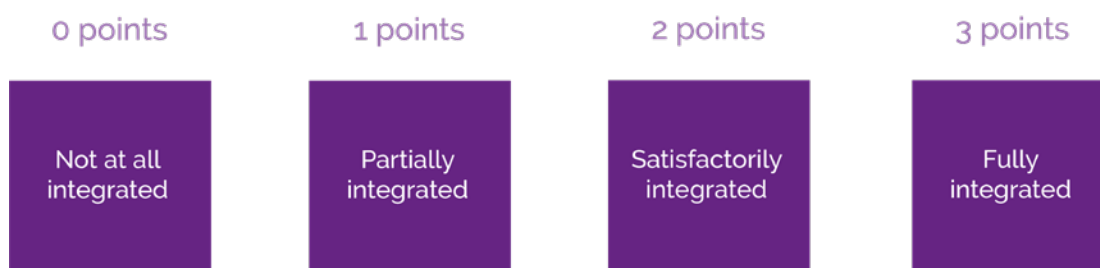 0 points
1 points
2 points
3 points
Not at all
integrated
Partially
integrated
Satisfactorily
integrated
Fully
integrated